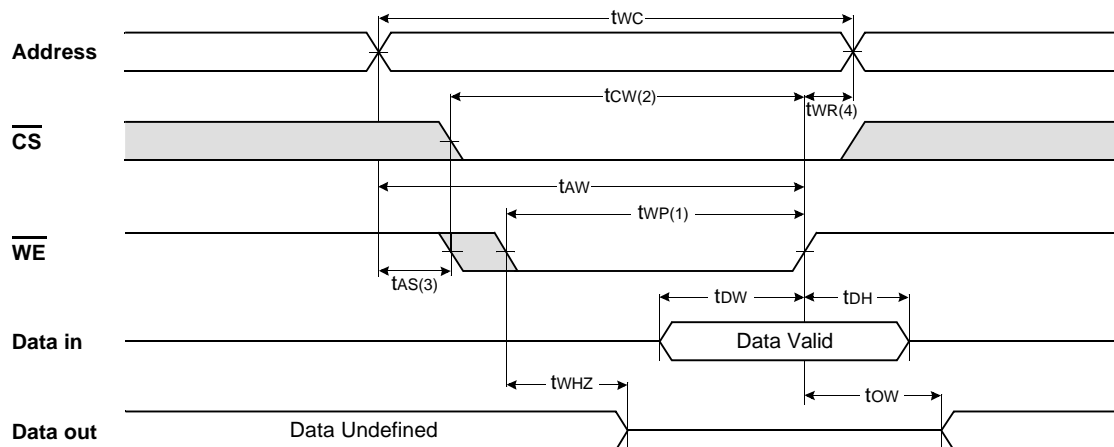 tWC
Address
tCW(2)
tWR(4)
CS
tAW
tWP(1)
WE
tAS(3)
tDW
tDH
Data in
Data Valid
tWHZ
tOW
Data out
Data Undefined